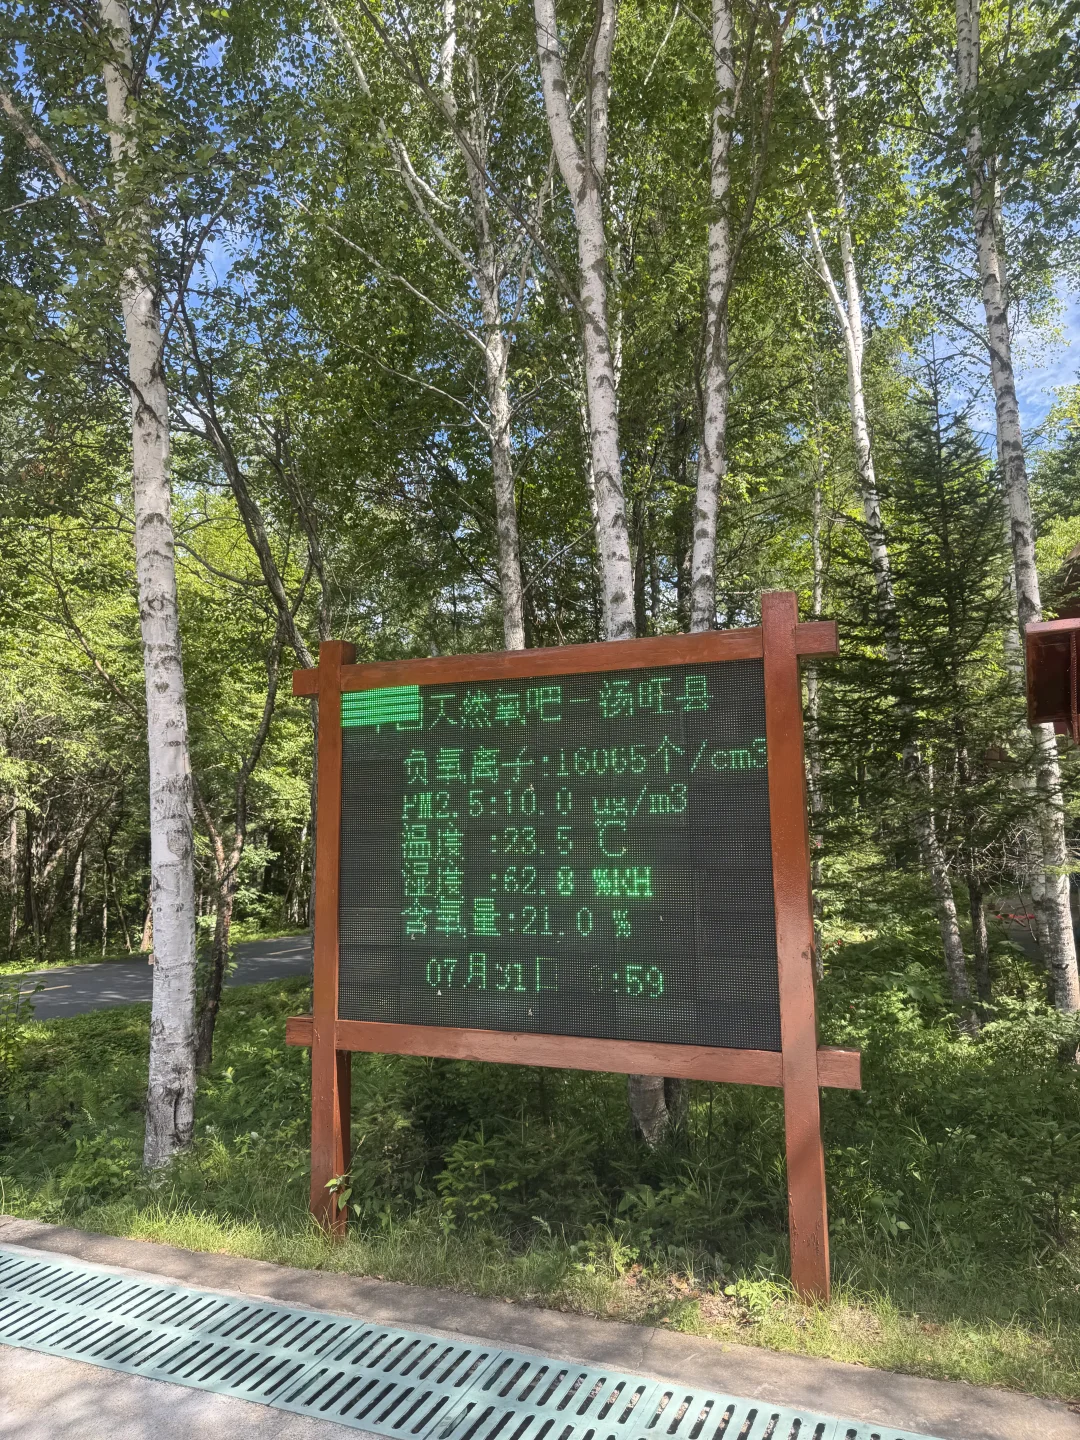 中国天然氧吧－汤旺县
负氧离子:16065个/cm3
PM2.5:10.0 ug/m3
温度 :23.5 ℃
湿度 :62.8 %RH
含氧量:21.0 %
07月31日 :59